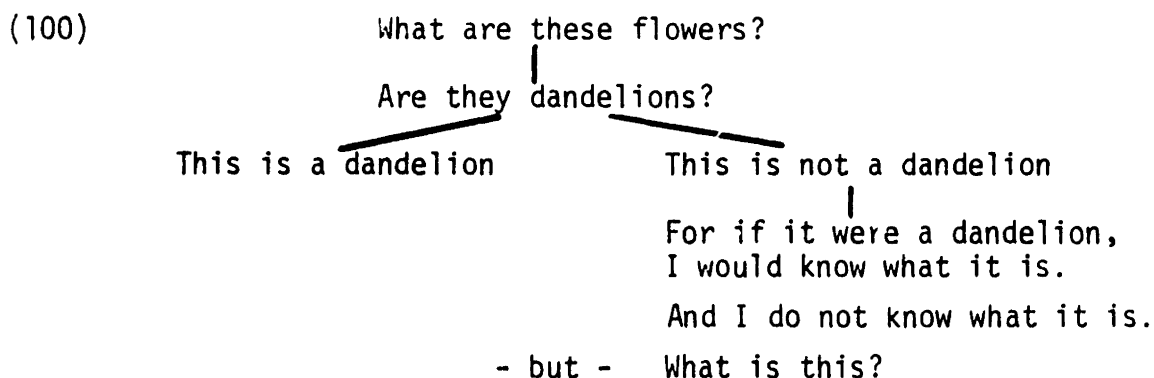 (100) What are these flowers?
Are they dandelions?
This is a dandelion This is not a dandelion
For if it were a dandelion,
I would know what it is.
And I do not know what it is.
- but - What is this?